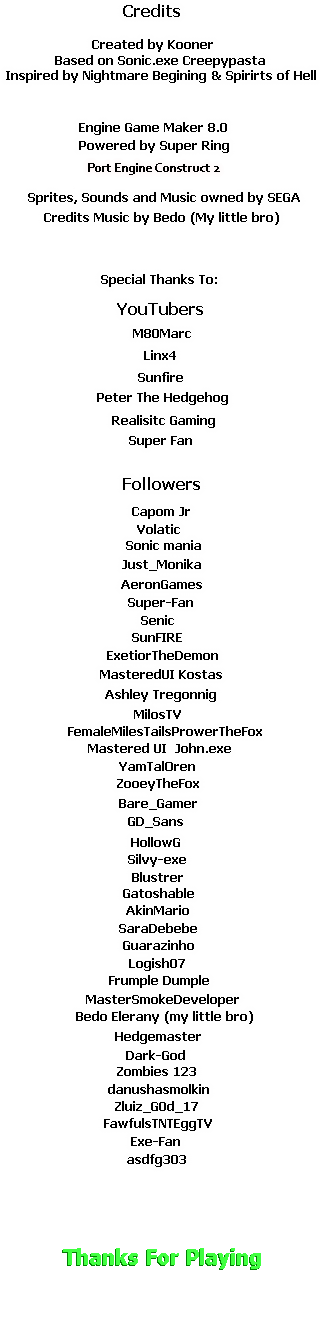 Credits
Created by Kooner
Based on Sonic.exe Creepypasta
Inspired by Nightmare Begining & Spirirts of Hell
Engine Game Maker 8.0
Powered by Super Ring
Port Engine Construct 2
Sprites, Sounds and Music owned by SEGA
Credits Music by Bedo (My little bro)
Special Thanks To:
YouTubers
M80Marc
Linx4
Sunfire
Peter The Hedgehog
Realisitc Gaming
Super Fan
Followers
Capom Jr
Volatic
Sonic mania
Just_Monika
AeronGames
Super-Fan
Senic
SunFIRE
ExetiorTheDemon
MasteredUI Kostas
Ashley Tregonnig
MilosTV
FemaleMilesTailsProwerTheFox
Mastered UI  John.exe
YamTalOren
ZooeyTheFox
Bare_Gamer
GD_Sans
HollowG
Silvy-exe
Blustrer
Gatoshable
AkinMario
SaraDebebe
Guarazinho
Logish07
Frumple Dumple
MasterSmokeDeveloper
Bedo Elerany (my little bro)
Hedgemaster
Dark-God
Zombies 123
danushasmolkin
Zluiz_G0d_17
FawfulsTNTEggTV
Exe-Fan
asdfg303
Thanks For Playing